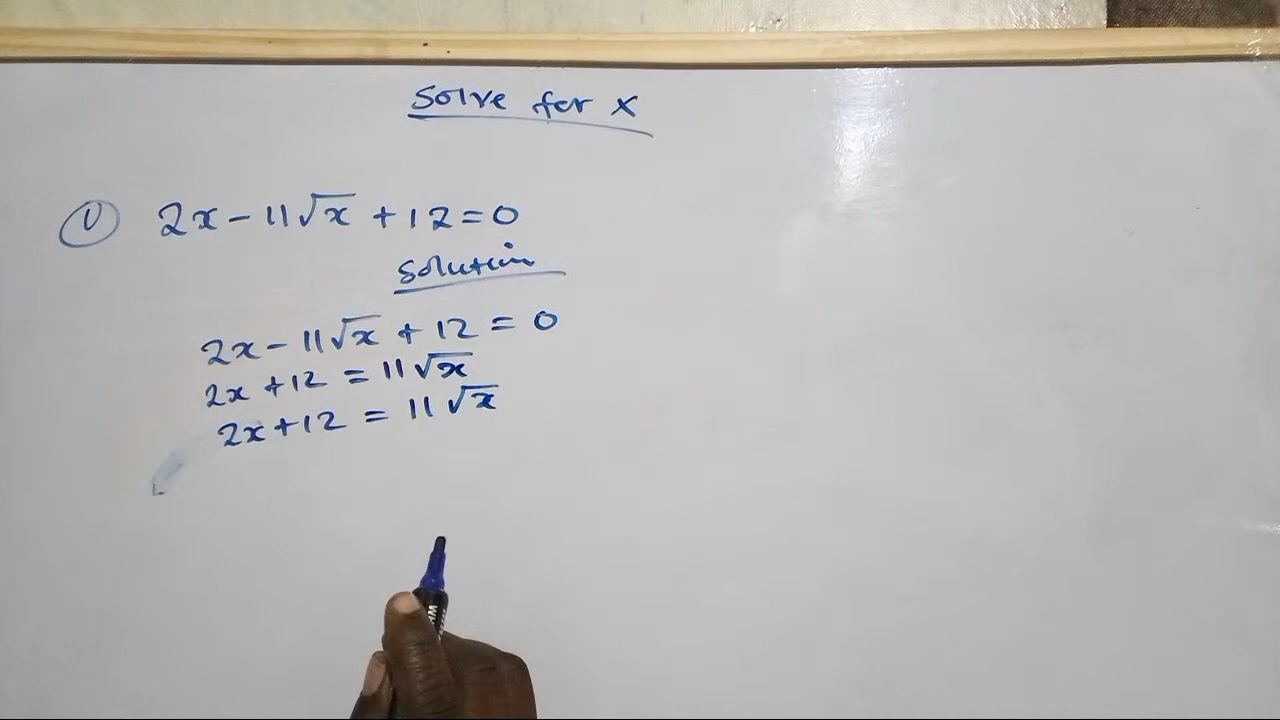 Solve for x
1) 2x - 11√x + 12 = 0
Solution
2x - 11√x + 12 = 0
2x + 12 = 11√x
2x + 12 = 11√x